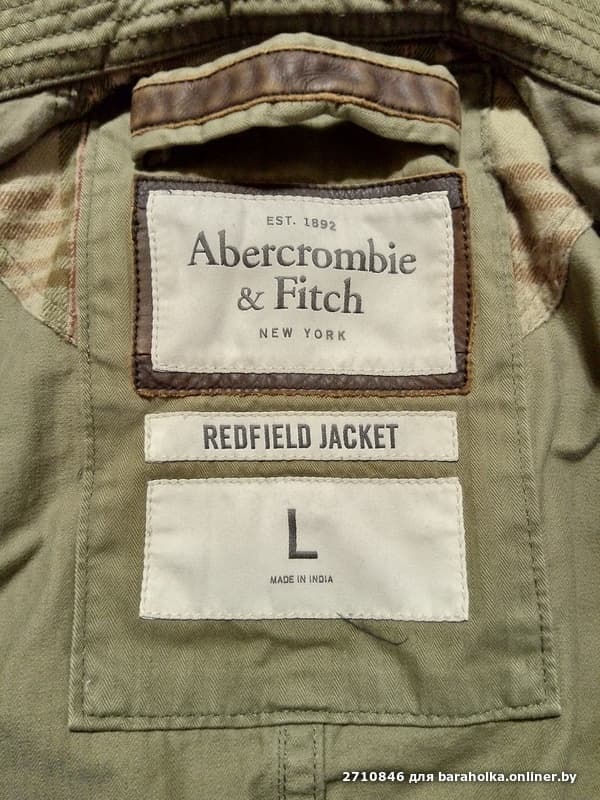 EST. 1892
Abercrombie
& Fitch
NEW YORK
REDFIELD JACKET
L
MADE IN INDIA
2710846 для baraholka.onliner.by